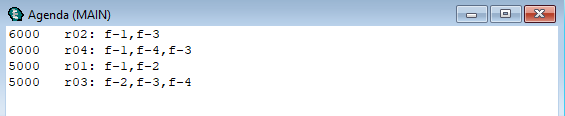 Agenda (MAIN)
6000 r02: f-1,f-3
6000 r04: f-1,f-4,f-3
5000 r01: f-1,f-2
5000 r03: f-2,f-3,f-4